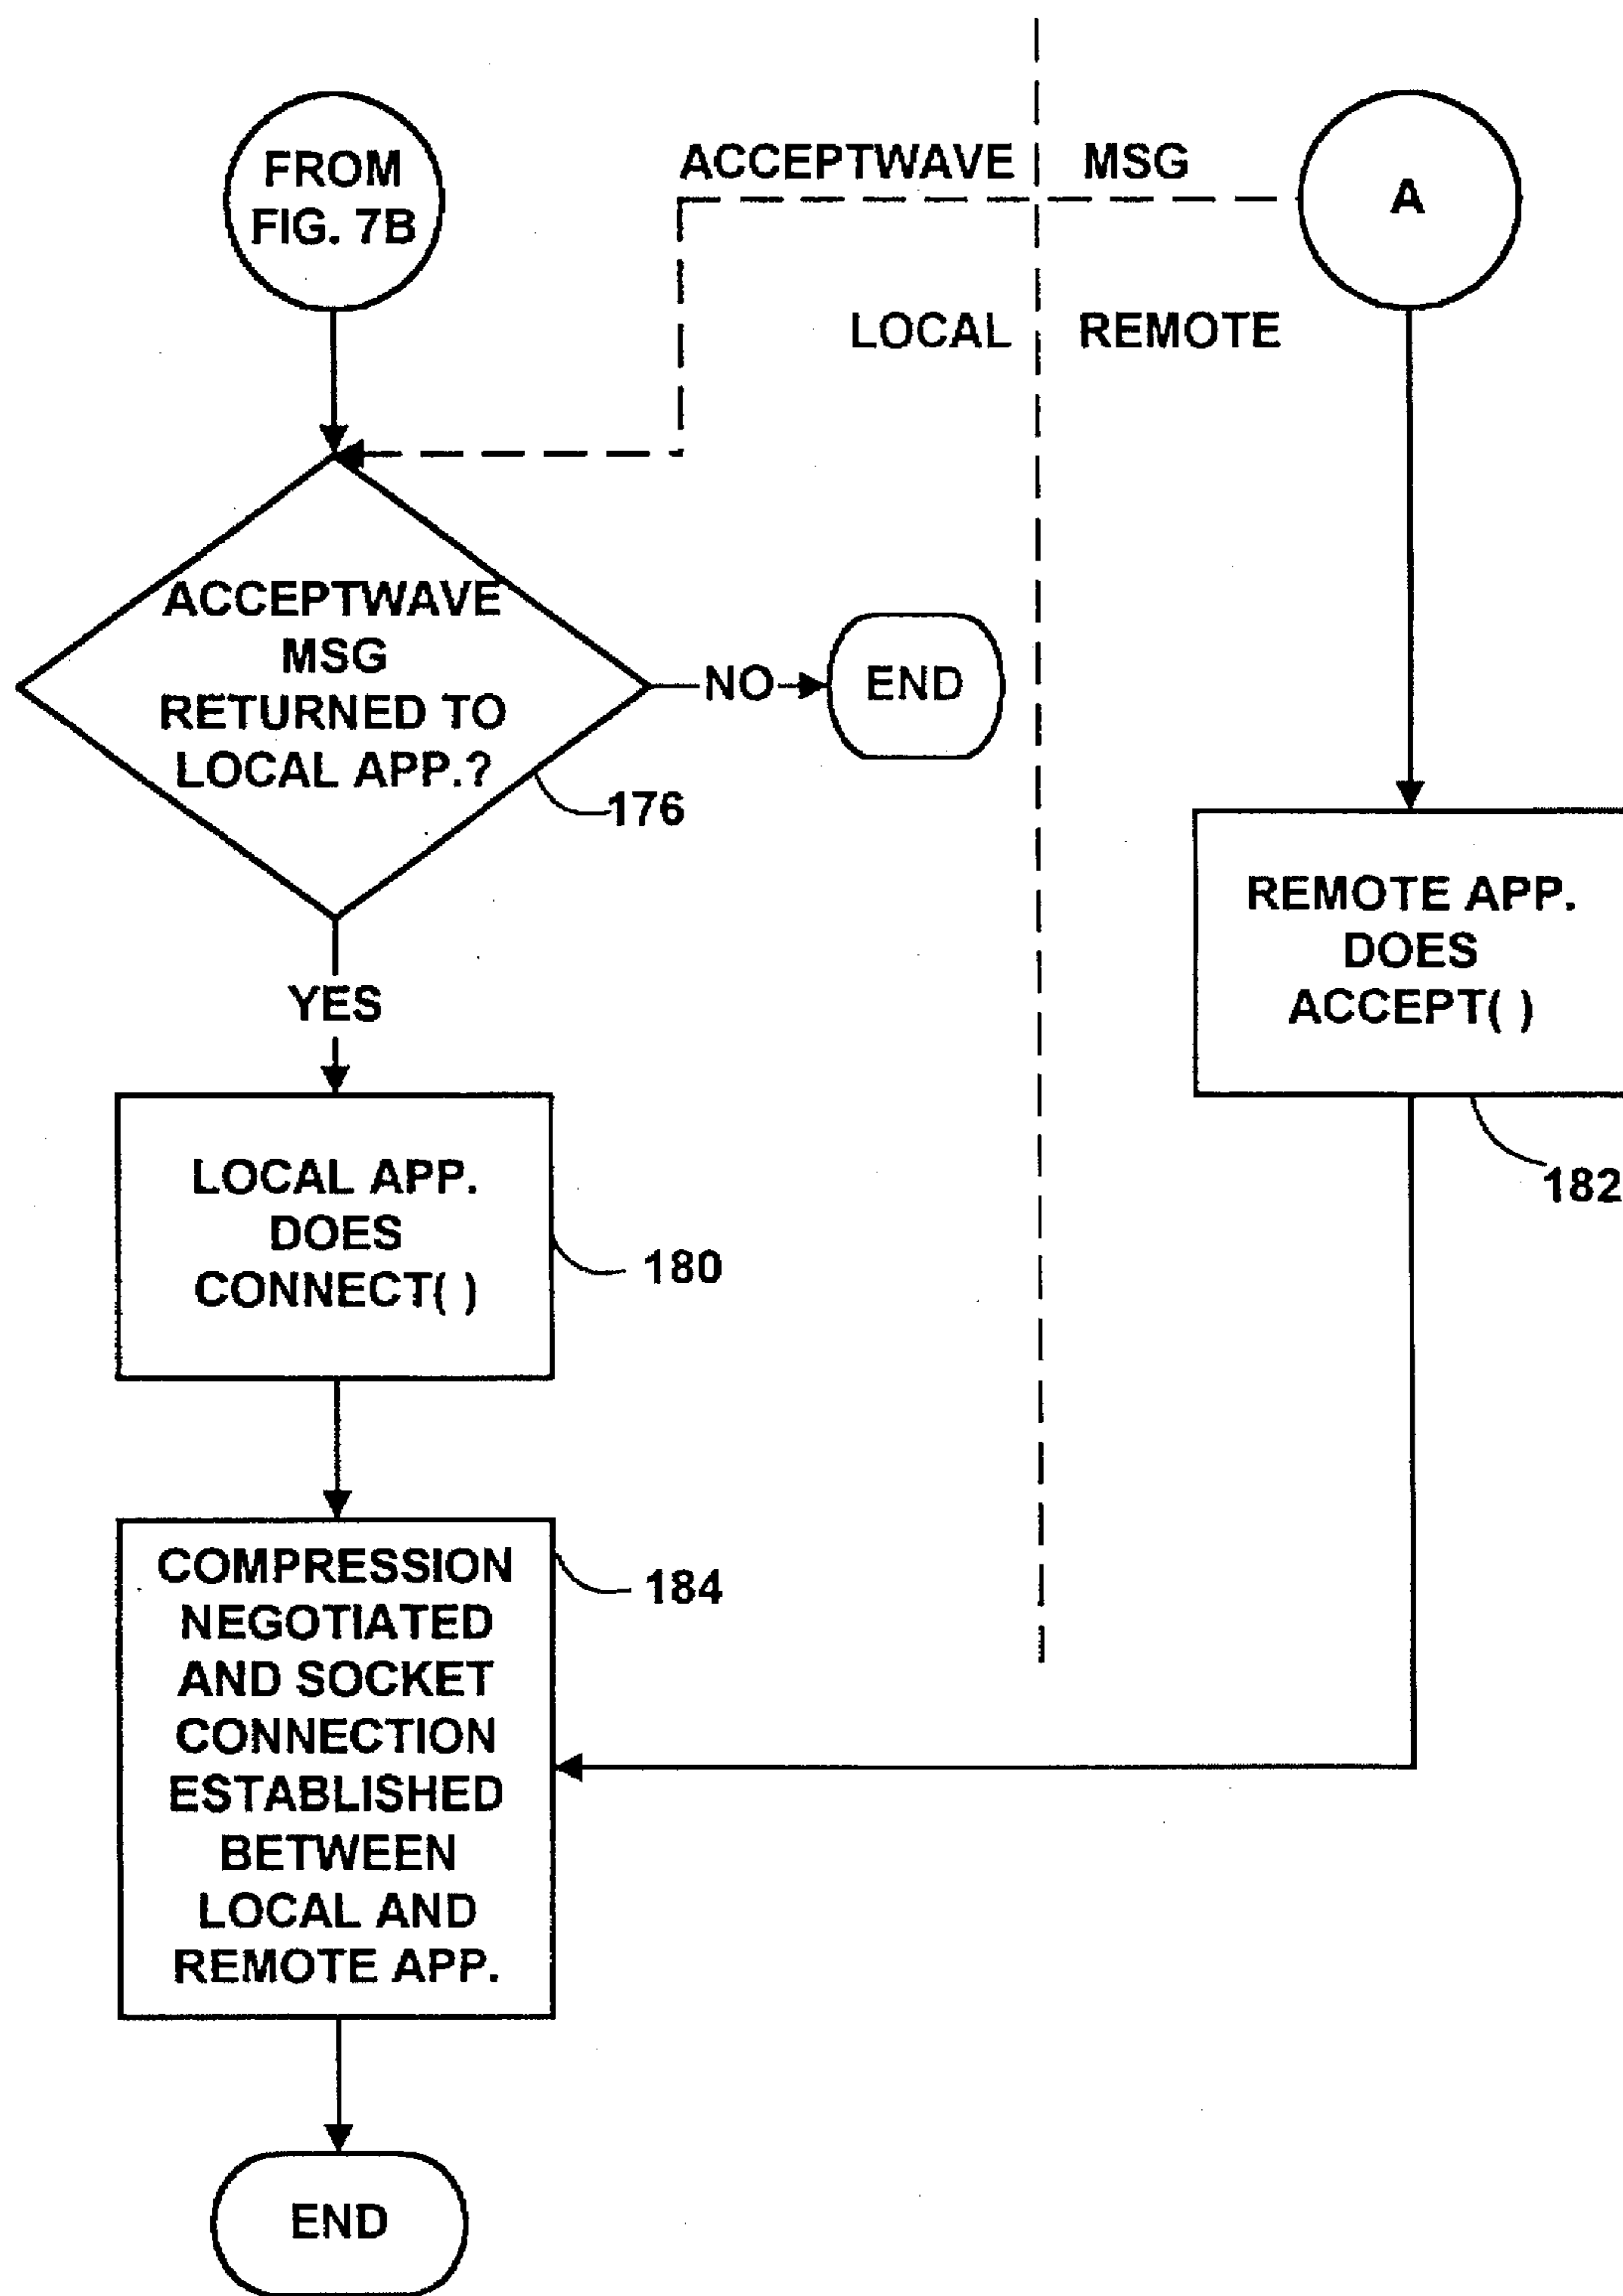 FROM
FIG. 7B
ACCEPTWAVE MSG
A
LOCAL REMOTE
ACCEPTWAVE
MSG
RETURNED TO
LOCAL APP.?
NO
END
176
REMOTE APP.
DOES
ACCEPT( )
182
YES
LOCAL APP.
DOES
CONNECT( )
180
COMPRESSION
NEGOTIATED
AND SOCKET
CONNECTION
ESTABLISHED
BETWEEN
LOCAL AND
REMOTE APP.
184
END